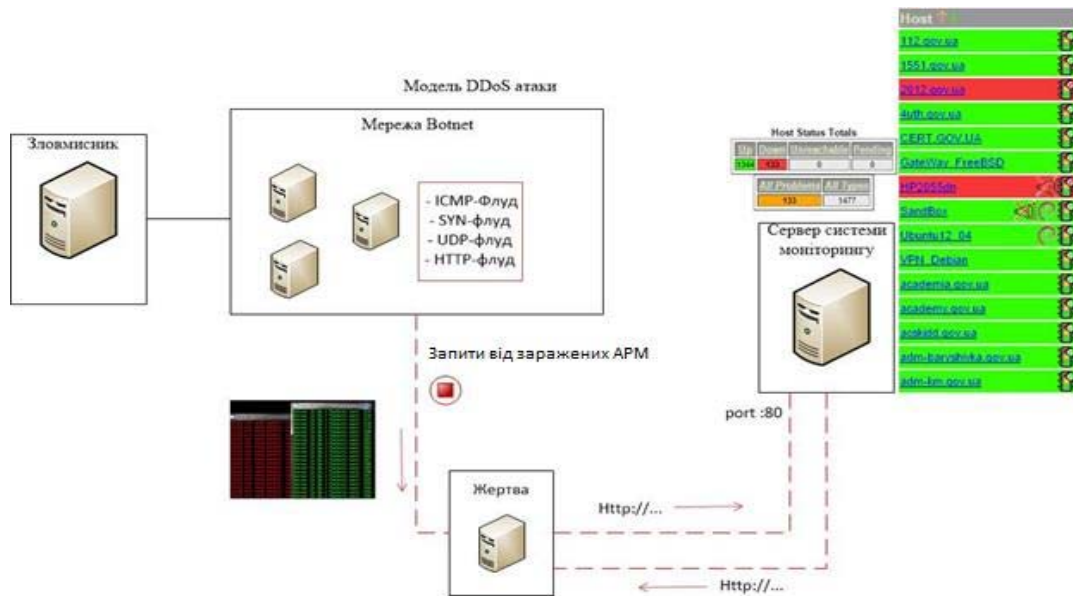 Модель DDoS атаки
Зловмисник
Мережа Botnet
- ICMP-Флуд
- SYN-флуд
- UDP-флуд
- HTTP-флуд
Запити від заражених АРМ
Жертва
Http://...
Http://...
port :80
Host Status Totals
Up Down Unreachable Pending
1344 133 0 0
All Problems All Types
133 1477
Сервер системи
моніторингу
Host
112.gov.ua
1551.gov.ua
2012.gov.ua
4uth.gov.ua
CERT.GOV.UA
GateWay_FreeBSD
HP2055dn
SandBox
Ubuntu12_04
VPN_Debian
academia.gov.ua
academy.gov.ua
acskidd.gov.ua
adm-baryshivka.gov.ua
adm-km.gov.ua